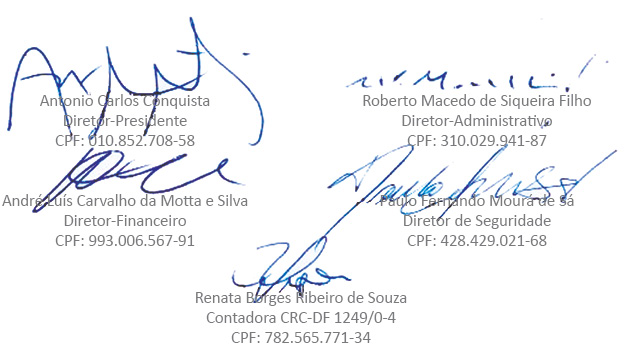 Antonio Carlos Conquista
Diretor-Presidente
CPF: 010.852.708-58
Roberto Macedo de Siqueira Filho
Diretor-Administrativo
CPF: 310.029.941-87
André Luís Carvalho da Motta e Silva
Diretor-Financeiro
CPF: 993.006.567-91
Paulo Fernando Moura de Sá
Diretor de Seguridade
CPF: 428.429.021-68
Renata Borges Ribeiro de Souza
Contadora CRC-DF 1249/0-4
CPF: 782.565.771-34